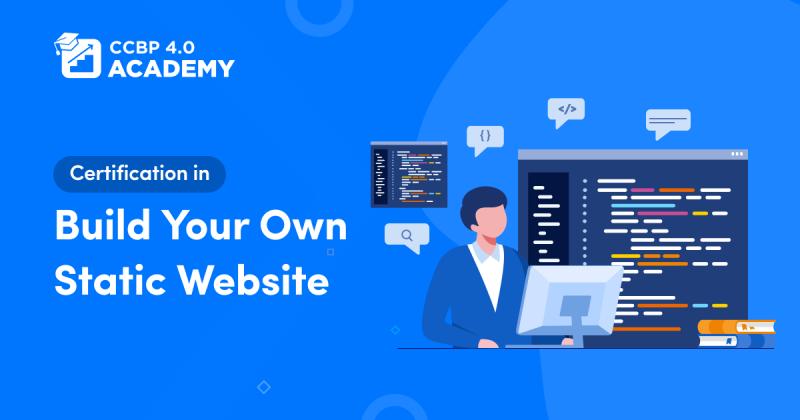 CCBP 4.0
ACADEMY
{}
</>
Certification in
Build Your Own
Static Website